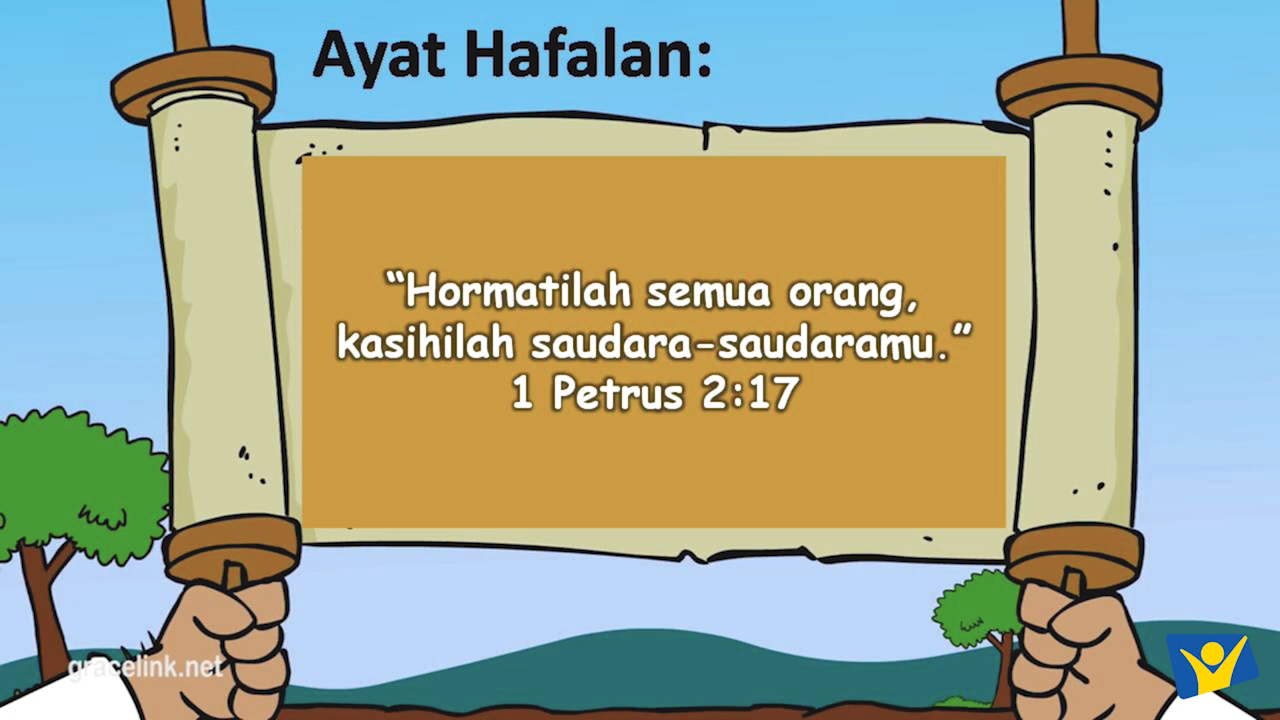 Ayat Hafalan:
“Hormatilah semua orang,
kasihilah saudara-saudaramu.”
1 Petrus 2:17
gracelink.net